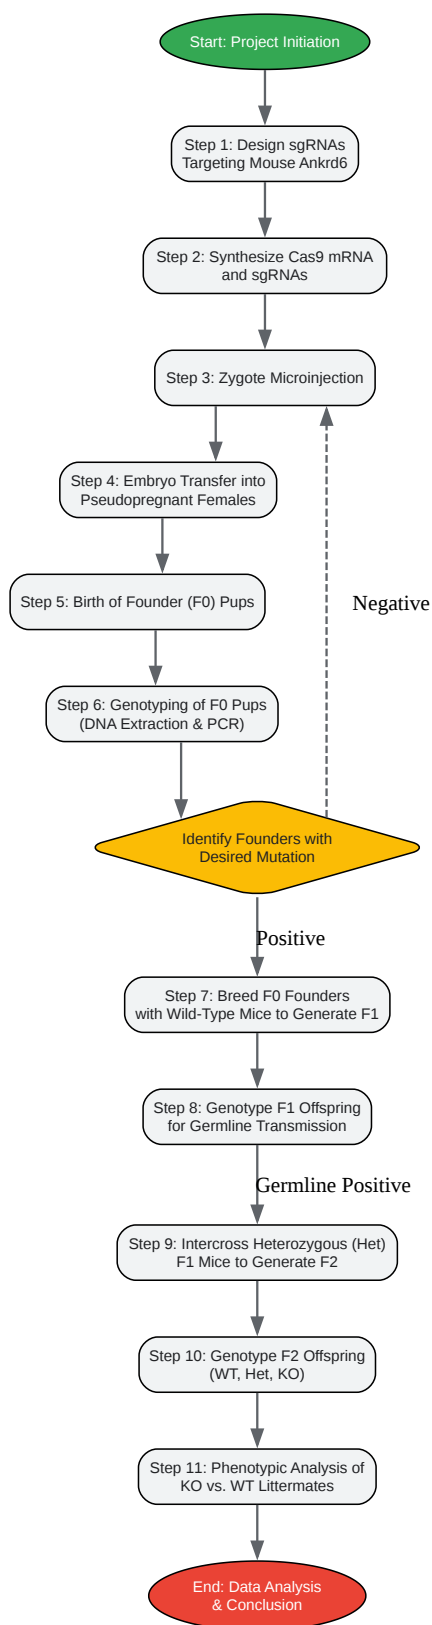 Start: Project Initiation
Step 1: Design sgRNAs
Targeting Mouse Ankrd6
Step 2: Synthesize Cas9 mRNA
and sgRNAs
Step 3: Zygote Microinjection
Step 4: Embryo Transfer into
Pseudopregnant Females
Step 5: Birth of Founder (F0) Pups
Negative
Step 6: Genotyping of F0 Pups
(DNA Extraction & PCR)
Identify Founders with
Desired Mutation
Positive
Step 7: Breed F0 Founders
with Wild-Type Mice to Generate F1
Step 8: Genotype F1 Offspring
for Germline Transmission
Germline Positive
Step 9: Intercross Heterozygous (Het)
F1 Mice to Generate F2
Step 10: Genotype F2 Offspring
(WT, Het, KO)
Step 11: Phenotypic Analysis of
KO vs. WT Littermates
End: Data Analysis
& Conclusion